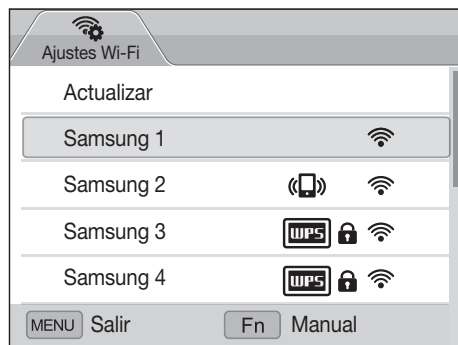 Ajustes Wi-Fi
Actualizar
Samsung 1
Samsung 2
Samsung 3 WPS
Samsung 4 WPS
MENU Salir Fn Manual